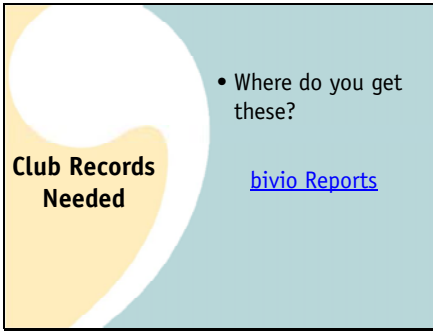 Club Records
Needed
• Where do you get
these?
bivio Reports